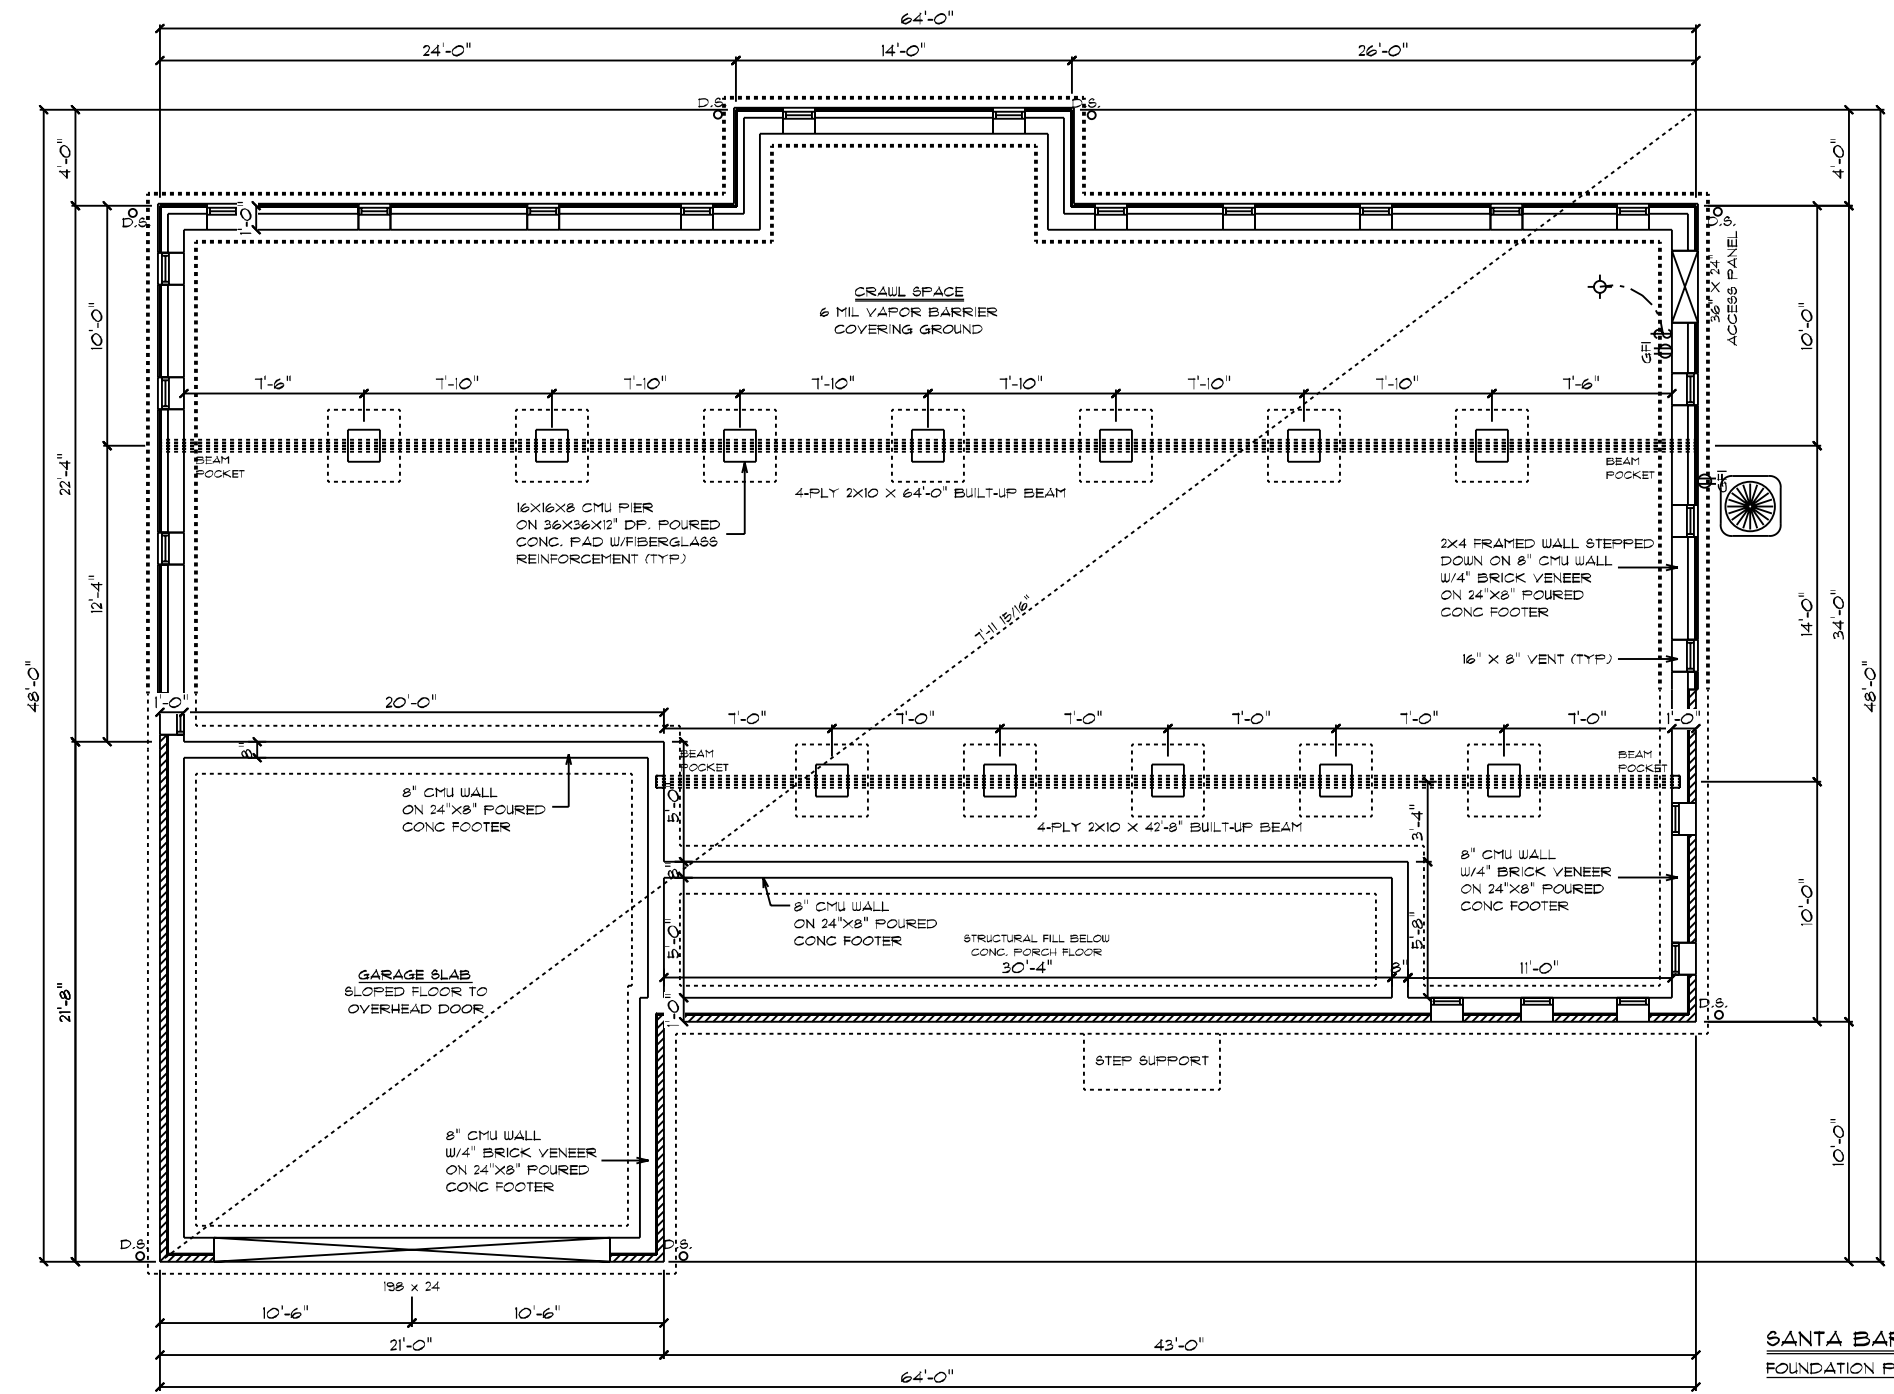 64'-0"
24'-0" 14'-0" 26'-0"
D.S. D.S.
4'-0" 4'-0"
D.S. 1'-0" D.S.
36" X 24"
ACCESS PANEL
CRAWL SPACE
6 MIL VAPOR BARRIER
COVERING GROUND
10'-0" 10'-0"
GFI
7'-6" 7'-10" 7'-10" 7'-10" 7'-10" 7'-10" 7'-10" 7'-6"
BEAM
POCKET
BEAM
POCKET
22'-4"
GFI
4-PLY 2X10 X 64'-0" BUILT-UP BEAM
16X16X8 CMU PIER
ON 36X36X12" DP. POURED
CONC. PAD W/FIBERGLASS
REINFORCEMENT (TYP.)
2X4 FRAMED WALL STEPPED
DOWN ON 8" CMU WALL
W/4" BRICK VENEER
ON 24"X8" POURED
CONC FOOTER
12'-4" 14'-0" 34'-0"
7'-11 15/16"
16" X 8" VENT (TYP.)
48'-0" 48'-0"
1'-0" 20'-0"
7'-0" 7'-0" 7'-0" 7'-0" 7'-0" 7'-0" 1'-0"
8"
BEAM
POCKET
BEAM
POCKET
8" CMU WALL
ON 24"X8" POURED
CONC FOOTER
5'-0"
4-PLY 2X10 X 42'-8" BUILT-UP BEAM
3'-4"
8" CMU WALL
W/4" BRICK VENEER
ON 24"X8" POURED
CONC FOOTER
8"
8" CMU WALL
ON 24"X8" POURED
CONC FOOTER
10'-0"
5'-0" 5'-8"
STRUCTURAL FILL BELOW
CONC. PORCH FLOOR
30'-4" 8" 11'-0"
GARAGE SLAB
SLOPED FLOOR TO
OVERHEAD DOOR
21'-8"
1'-0" D.S.
STEP SUPPORT
8" CMU WALL
W/4" BRICK VENEER
ON 24"X8" POURED
CONC FOOTER
10'-0"
D.S. D.S.
198 x 24
10'-6" 10'-6"
21'-0" 43'-0"
64'-0"
SANTA BAR
FOUNDATION P